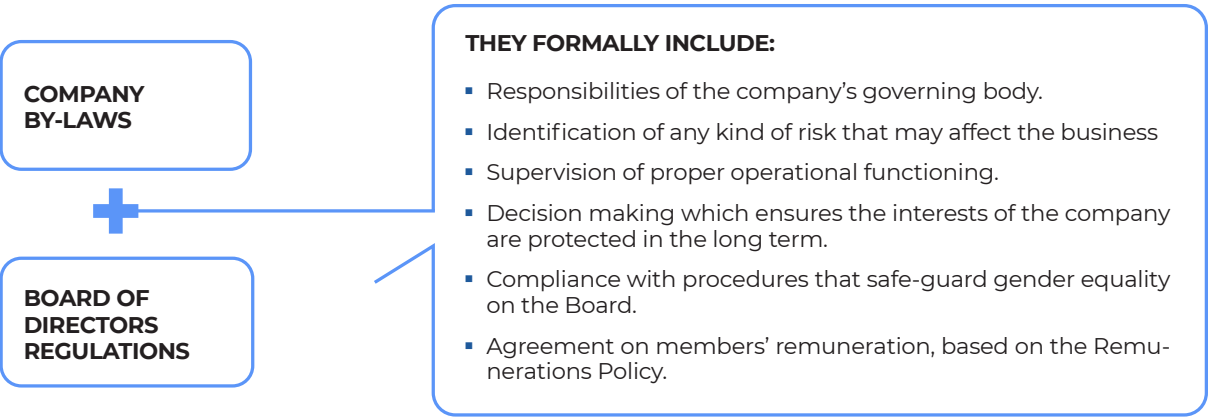 COMPANY
BY-LAWS
BOARD OF
DIRECTORS
REGULATIONS
THEY FORMALLY INCLUDE:
▪ Responsibilities of the company’s governing body.
▪ Identification of any kind of risk that may affect the business
▪ Supervision of proper operational functioning.
▪ Decision making which ensures the interests of the company
are protected in the long term.
▪ Compliance with procedures that safe-guard gender equality
on the Board.
▪ Agreement on members’ remuneration, based on the Remu-
nerations Policy.